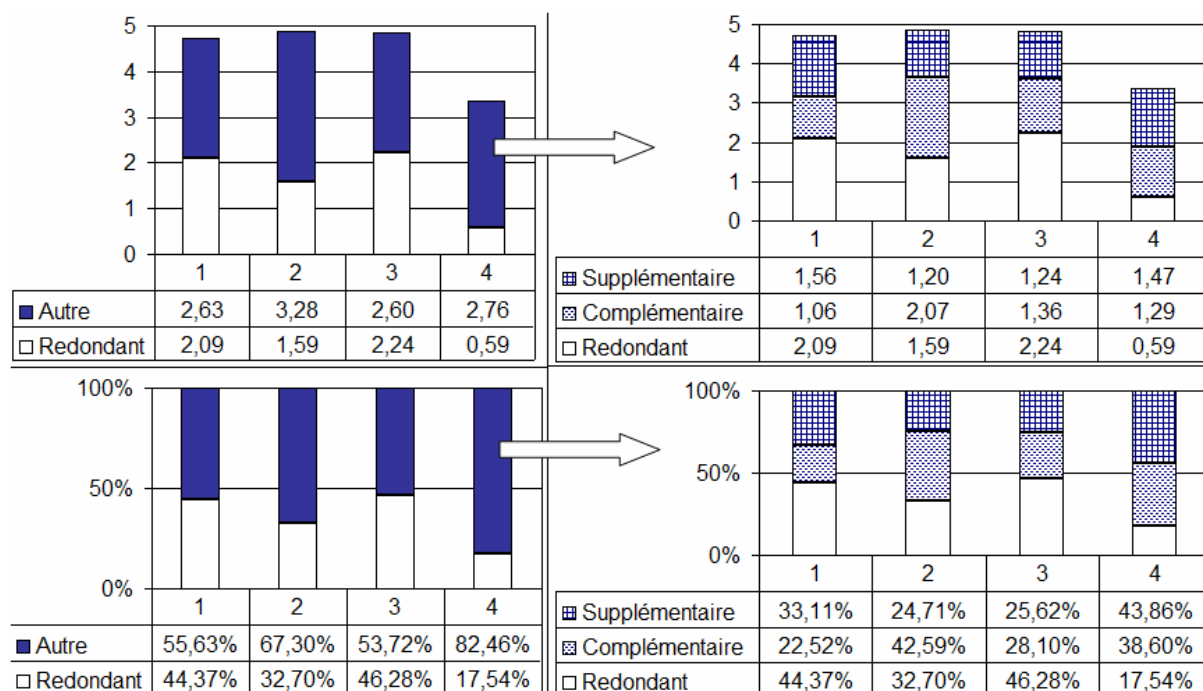 5
4
3
2
1
0
1 2 3 4
Autre 2,63 3,28 2,60 2,76
Redondant 2,09 1,59 2,24 0,59
5
4
3
2
1
0
1 2 3 4
Supplémentaire 1,56 1,20 1,24 1,47
Complémentaire 1,06 2,07 1,36 1,29
Redondant 2,09 1,59 2,24 0,59
100%
50%
0%
1 2 3 4
Autre 55,63% 67,30% 53,72% 82,46%
Redondant 44,37% 32,70% 46,28% 17,54%
100%
50%
0%
1 2 3 4
Supplémentaire 33,11% 24,71% 25,62% 43,86%
Complémentaire 22,52% 42,59% 28,10% 38,60%
Redondant 44,37% 32,70% 46,28% 17,54%